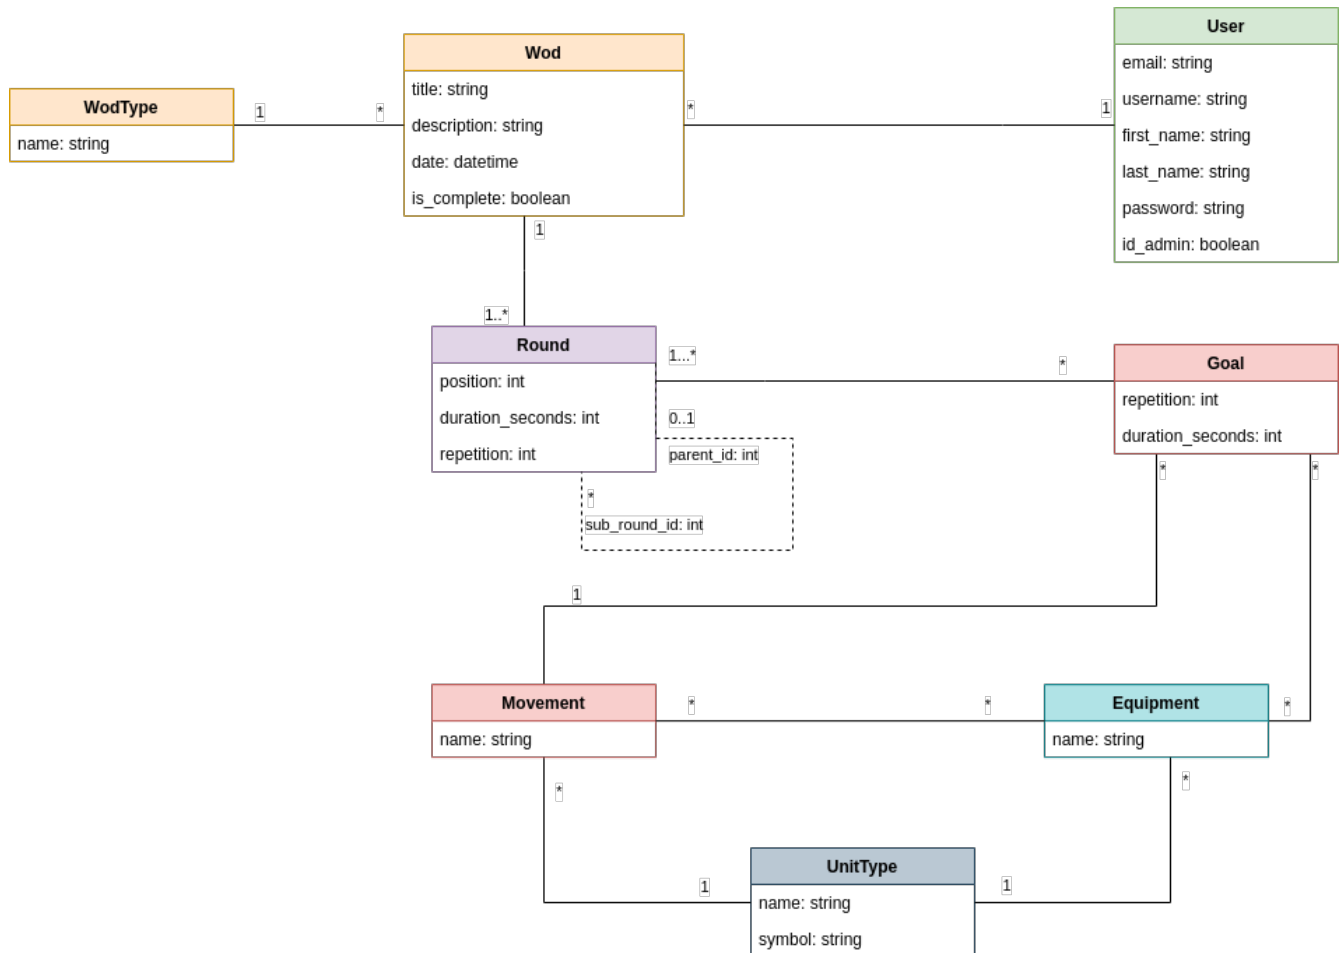 User
email: string
username: string
first_name: string
last_name: string
password: string
id_admin: boolean
Wod
title: string
description: string
date: datetime
is_complete: boolean
WodType
name: string
1
*
*
1
1
1..*
Round
position: int
duration_seconds: int
repetition: int
1...*
*
0..1
parent_id: int
*
sub_round_id: int
Goal
repetition: int
duration_seconds: int
*
*
1
Movement
name: string
*
*
Equipment
name: string
*
*
*
1
1
UnitType
name: string
symbol: string